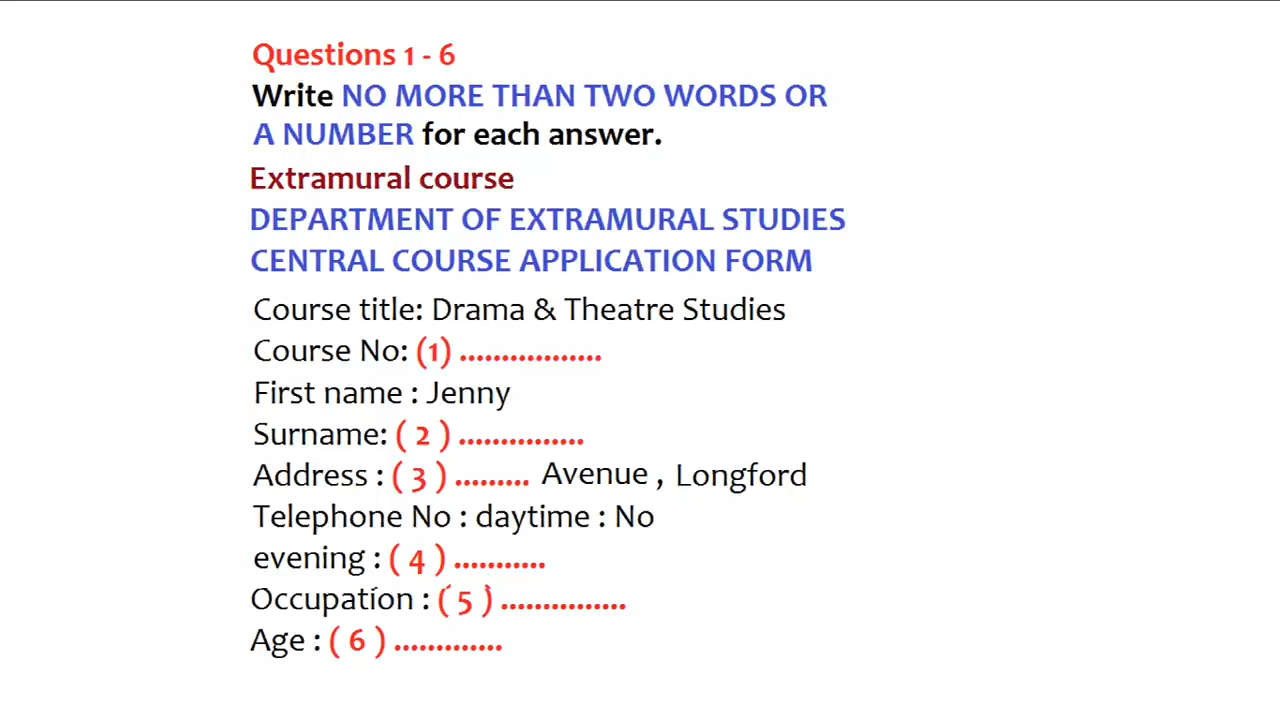 Questions 1 - 6
Write NO MORE THAN TWO WORDS OR
A NUMBER for each answer.
Extramural course
DEPARTMENT OF EXTRAMURAL STUDIES
CENTRAL COURSE APPLICATION FORM
Course title: Drama & Theatre Studies
Course No: (1) .................
First name : Jenny
Surname: ( 2 ) ...............
Address : ( 3 ) ......... Avenue , Longford
Telephone No : daytime : No
evening : ( 4 ) ...........
Occupation : ( 5 ) ...............
Age : ( 6 ) .............